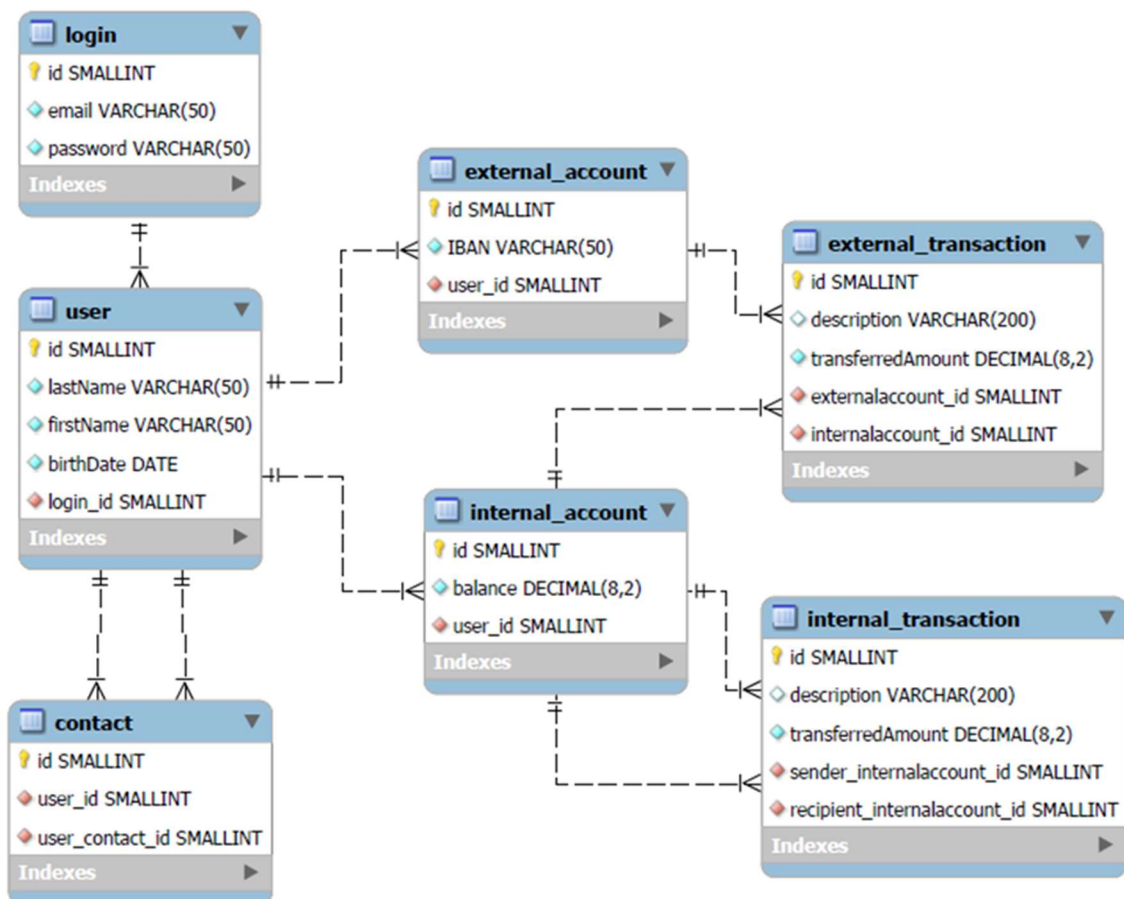 login
id SMALLINT
email VARCHAR(50)
password VARCHAR(50)
Indexes
user
id SMALLINT
lastName VARCHAR(50)
firstName VARCHAR(50)
birthDate DATE
login_id SMALLINT
Indexes
contact
id SMALLINT
user_id SMALLINT
user_contact_id SMALLINT
Indexes
external_account
id SMALLINT
IBAN VARCHAR(50)
user_id SMALLINT
Indexes
internal_account
id SMALLINT
balance DECIMAL(8,2)
user_id SMALLINT
Indexes
external_transaction
id SMALLINT
description VARCHAR(200)
transferredAmount DECIMAL(8,2)
externalaccount_id SMALLINT
internalaccount_id SMALLINT
Indexes
internal_transaction
id SMALLINT
description VARCHAR(200)
transferredAmount DECIMAL(8,2)
sender_internalaccount_id SMALLINT
recipient_internalaccount_id SMALLINT
Indexes